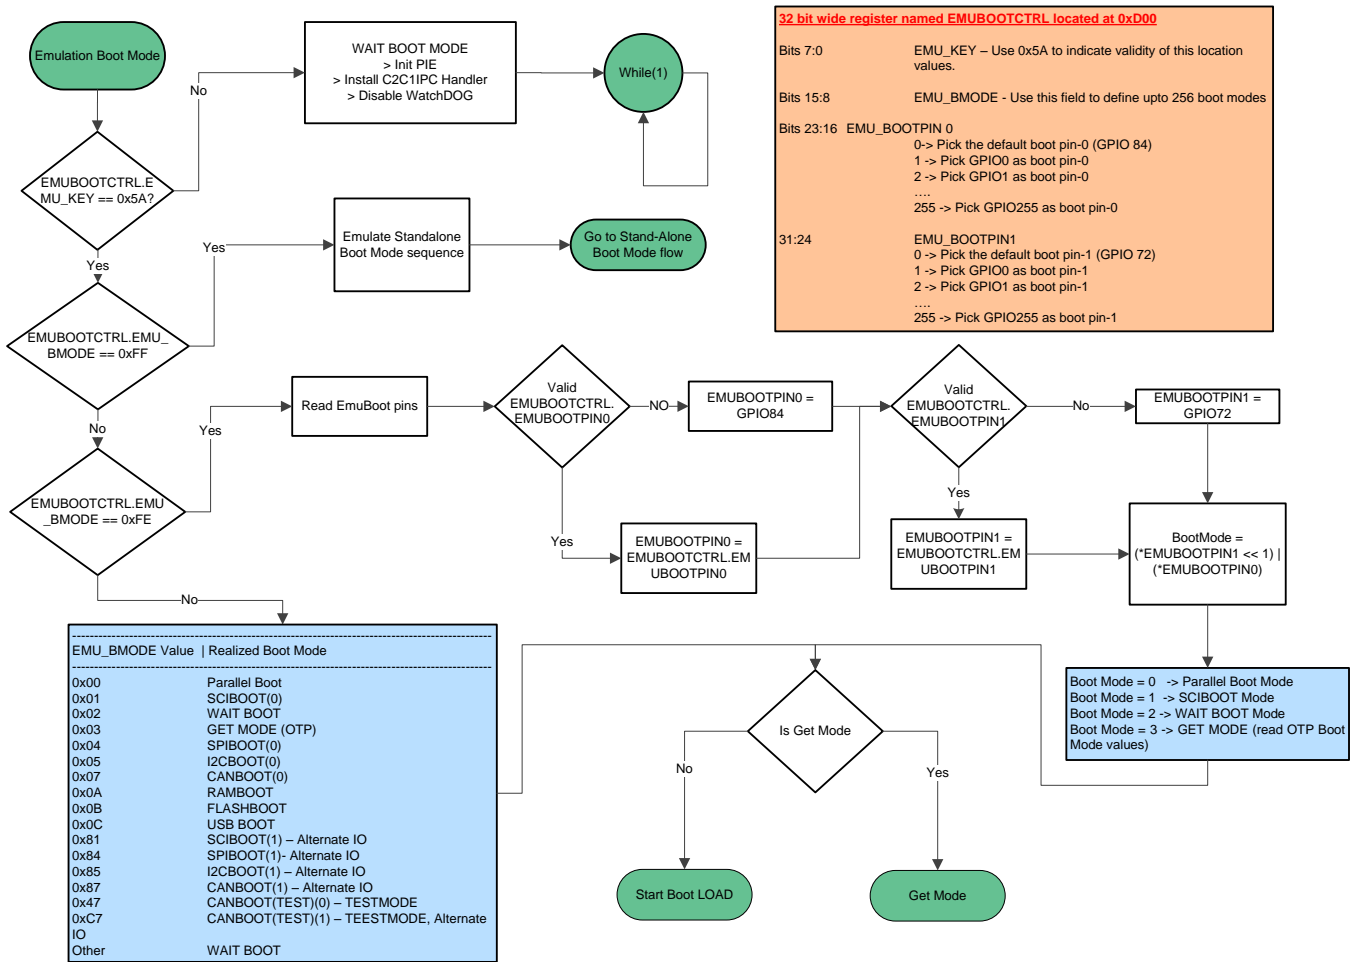 Emulation Boot Mode
No
WAIT BOOT MODE
> Init PIE
> Install C2C1IPC Handler
> Disable WatchDOG
While(1)
32 bit wide register named EMUBOOTCTRL located at 0xD00
Bits 7:0 EMU_KEY – Use 0x5A to indicate validity of this location
values.
Bits 15:8 EMU_BMODE - Use this field to define upto 256 boot modes
Bits 23:16 EMU_BOOTPIN 0
0-> Pick the default boot pin-0 (GPIO 84)
1 -> Pick GPIO0 as boot pin-0
2 -> Pick GPIO1 as boot pin-0
....
255 -> Pick GPIO255 as boot pin-0
31:24 EMU_BOOTPIN1
0 -> Pick the default boot pin-1 (GPIO 72)
1 -> Pick GPIO0 as boot pin-1
2 -> Pick GPIO1 as boot pin-1
....
255 -> Pick GPIO255 as boot pin-1
EMUBOOTCTRL.E
MU_KEY == 0x5A?
Yes
Yes
Emulate Standalone
Boot Mode sequence
Go to Stand-Alone
Boot Mode flow
EMUBOOTCTRL.EMU_
BMODE == 0xFF
No
Yes
Read EmuBoot pins
Valid
EMUBOOTCTRL.
EMUBOOTPIN0
NO
EMUBOOTPIN0 =
GPIO84
Valid
EMUBOOTCTRL.
EMUBOOTPIN1
No
EMUBOOTPIN1 =
GPIO72
EMUBOOTCTRL.EMU
_BMODE == 0xFE
Yes
EMUBOOTPIN0 =
EMUBOOTCTRL.EM
UBOOTPIN0
Yes
EMUBOOTPIN1 =
EMUBOOTCTRL.EM
UBOOTPIN1
BootMode =
(*EMUBOOTPIN1 << 1) |
(*EMUBOOTPIN0)
No
EMU_BMODE Value | Realized Boot Mode
0x00 Parallel Boot
0x01 SCIBOOT(0)
0x02 WAIT BOOT
0x03 GET MODE (OTP)
0x04 SPIBOOT(0)
0x05 I2CBOOT(0)
0x07 CANBOOT(0)
0x0A RAMBOOT
0x0B FLASHBOOT
0x0C USB BOOT
0x81 SCIBOOT(1) – Alternate IO
0x84 SPIBOOT(1)- Alternate IO
0x85 I2CBOOT(1) – Alternate IO
0x87 CANBOOT(1) – Alternate IO
0x47 CANBOOT(TEST)(0) – TESTMODE
0xC7 CANBOOT(TEST)(1) – TEESTMODE, Alternate
IO
Other WAIT BOOT
Boot Mode = 0 -> Parallel Boot Mode
Boot Mode = 1 -> SCIBOOT Mode
Boot Mode = 2 -> WAIT BOOT Mode
Boot Mode = 3 -> GET MODE (read OTP Boot
Mode values)
Is Get Mode
No
Yes
Start Boot LOAD
Get Mode